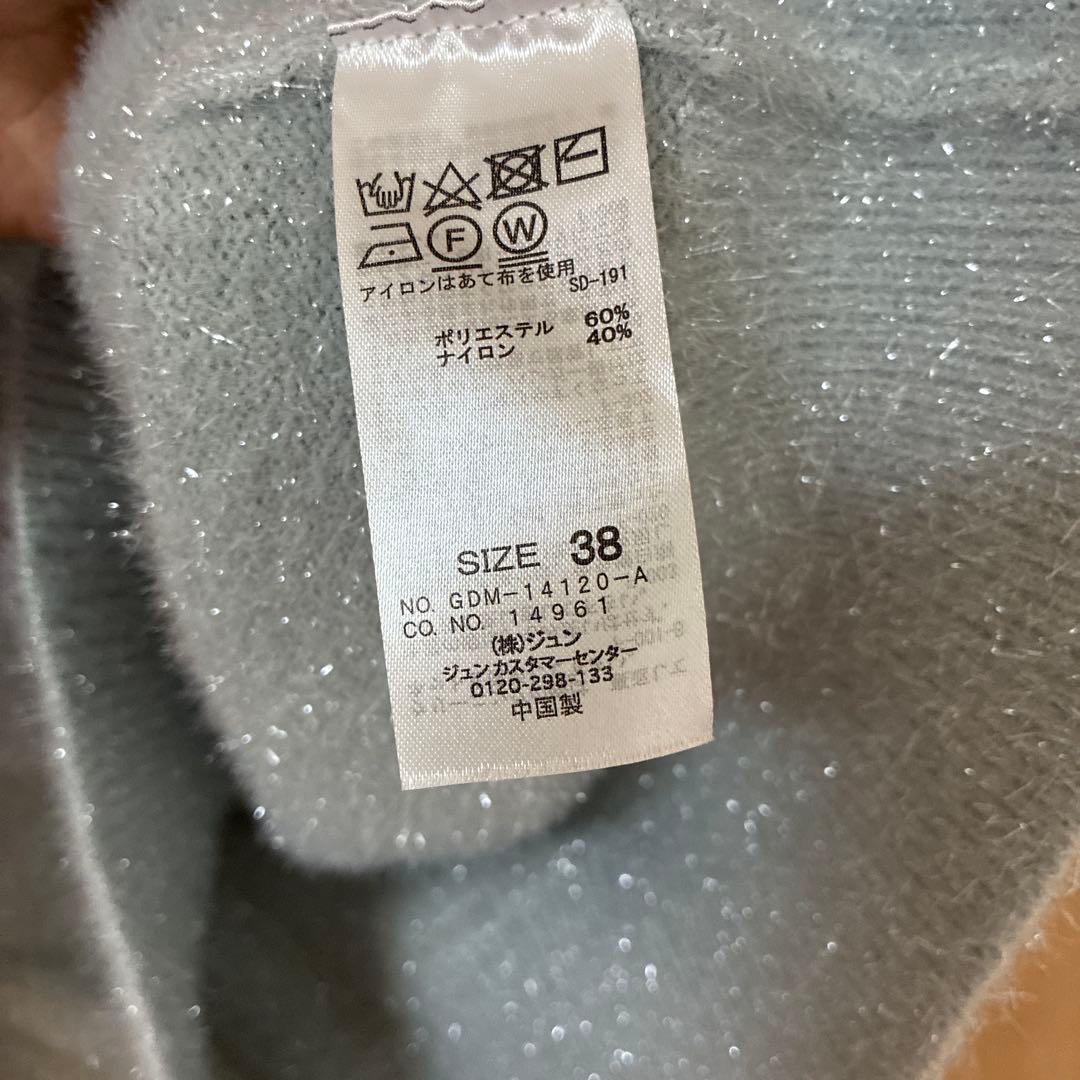 F W
アイロンはあて布を使用
SD-191
ポリエステル 60%
ナイロン 40%
SIZE 38
NO. GDM-14120-A
CO. NO. 14961
(株)ジュン
ジュンカスタマーセンター
0120-298-133
中国製